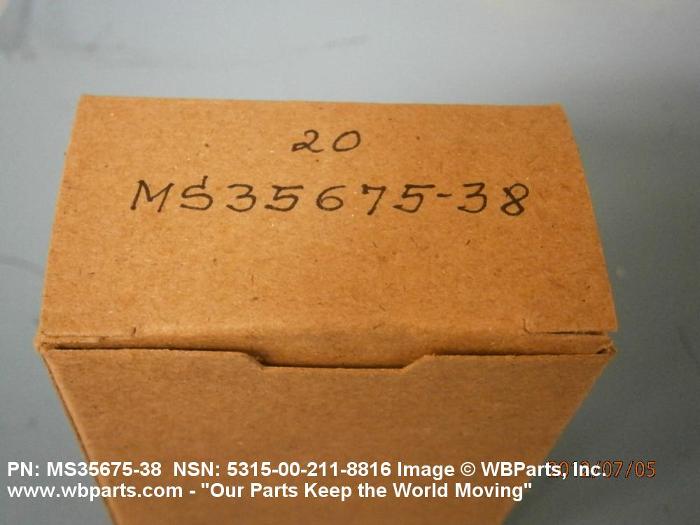 20
MS35675-38
PN: MS35675-38 NSN: 5315-00-211-8816 Image © WBParts, Inc.
www.wbparts.com - "Our Parts Keep the World Moving"